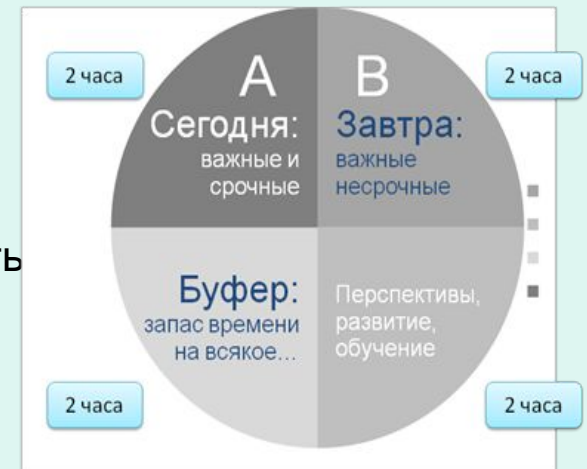 2 часа
А
Сегодня:
важные и
срочные
В
Завтра:
важные
несрочные
2 часа
ть
Буфер:
запас времени
на всякое...
Перспективы,
развитие,
обучение
2 часа
2 часа